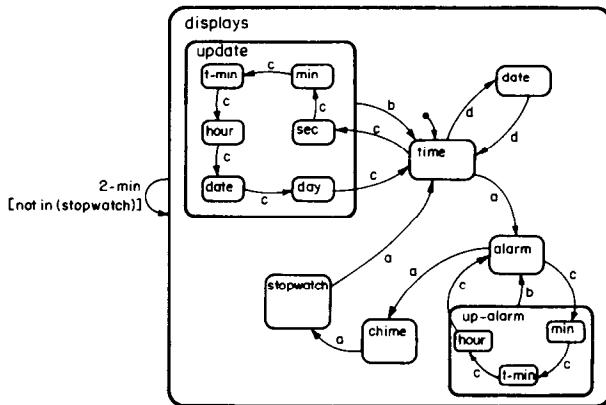 displays
update
t-min
c
min
c
c
hour
sec
c
c
date
c
day
c
b
time
d
date
d
2-min
[not in (stopwatch)]
a
a
alarm
a
stopwatch
a
chime
c
b
c
up-alarm
hour
min
c
t-min
c